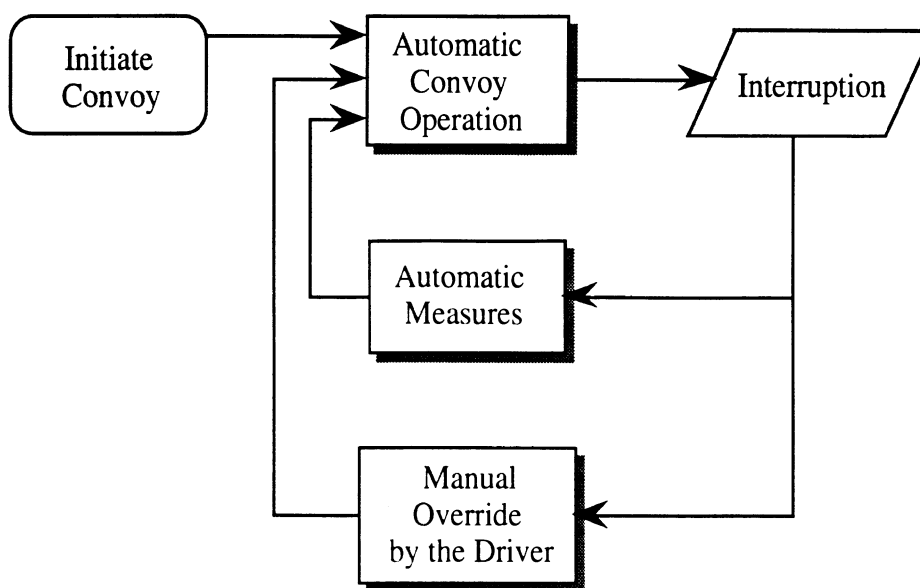 Initiate
Convoy
Automatic
Convoy
Operation
Interruption
Automatic
Measures
Manual
Override
by the Driver